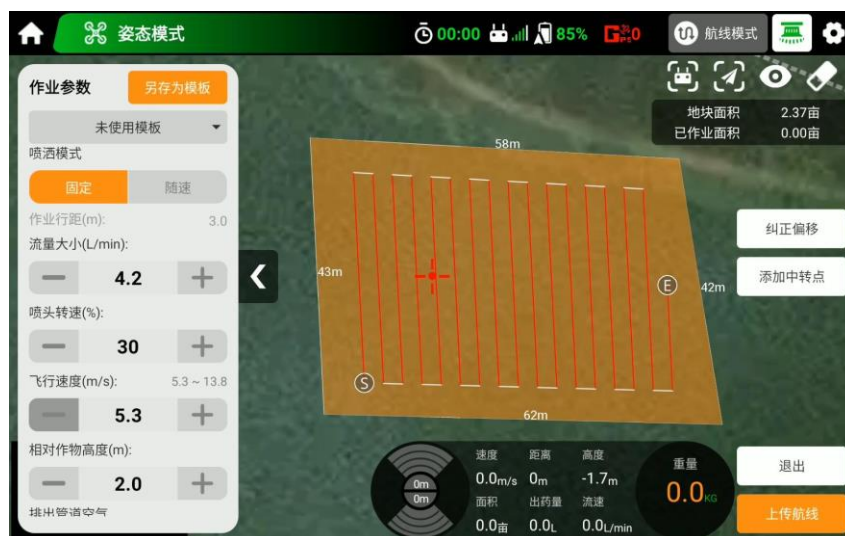 姿态模式
00:00
85%
0
航线模式
作业参数
另存为模板
未使用模板
喷洒模式
固定
随速
作业行距(m):
3.0
流量大小(L/min):
4.2
喷头转速(%):
30
飞行速度(m/s):
5.3 ~ 13.8
5.3
相对作物高度(m):
2.0
排出管道空气
地块面积 2.37亩
已作业面积 0.00亩
58m
43m
42m
62m
S
E
纠正偏移
添加中转点
0m
0m
速度 距离 高度
0.0m/s 0m -1.7m
面积 出药量 流速
0.0亩 0.0L 0.0L/min
重量
0.0KG
退出
上传航线